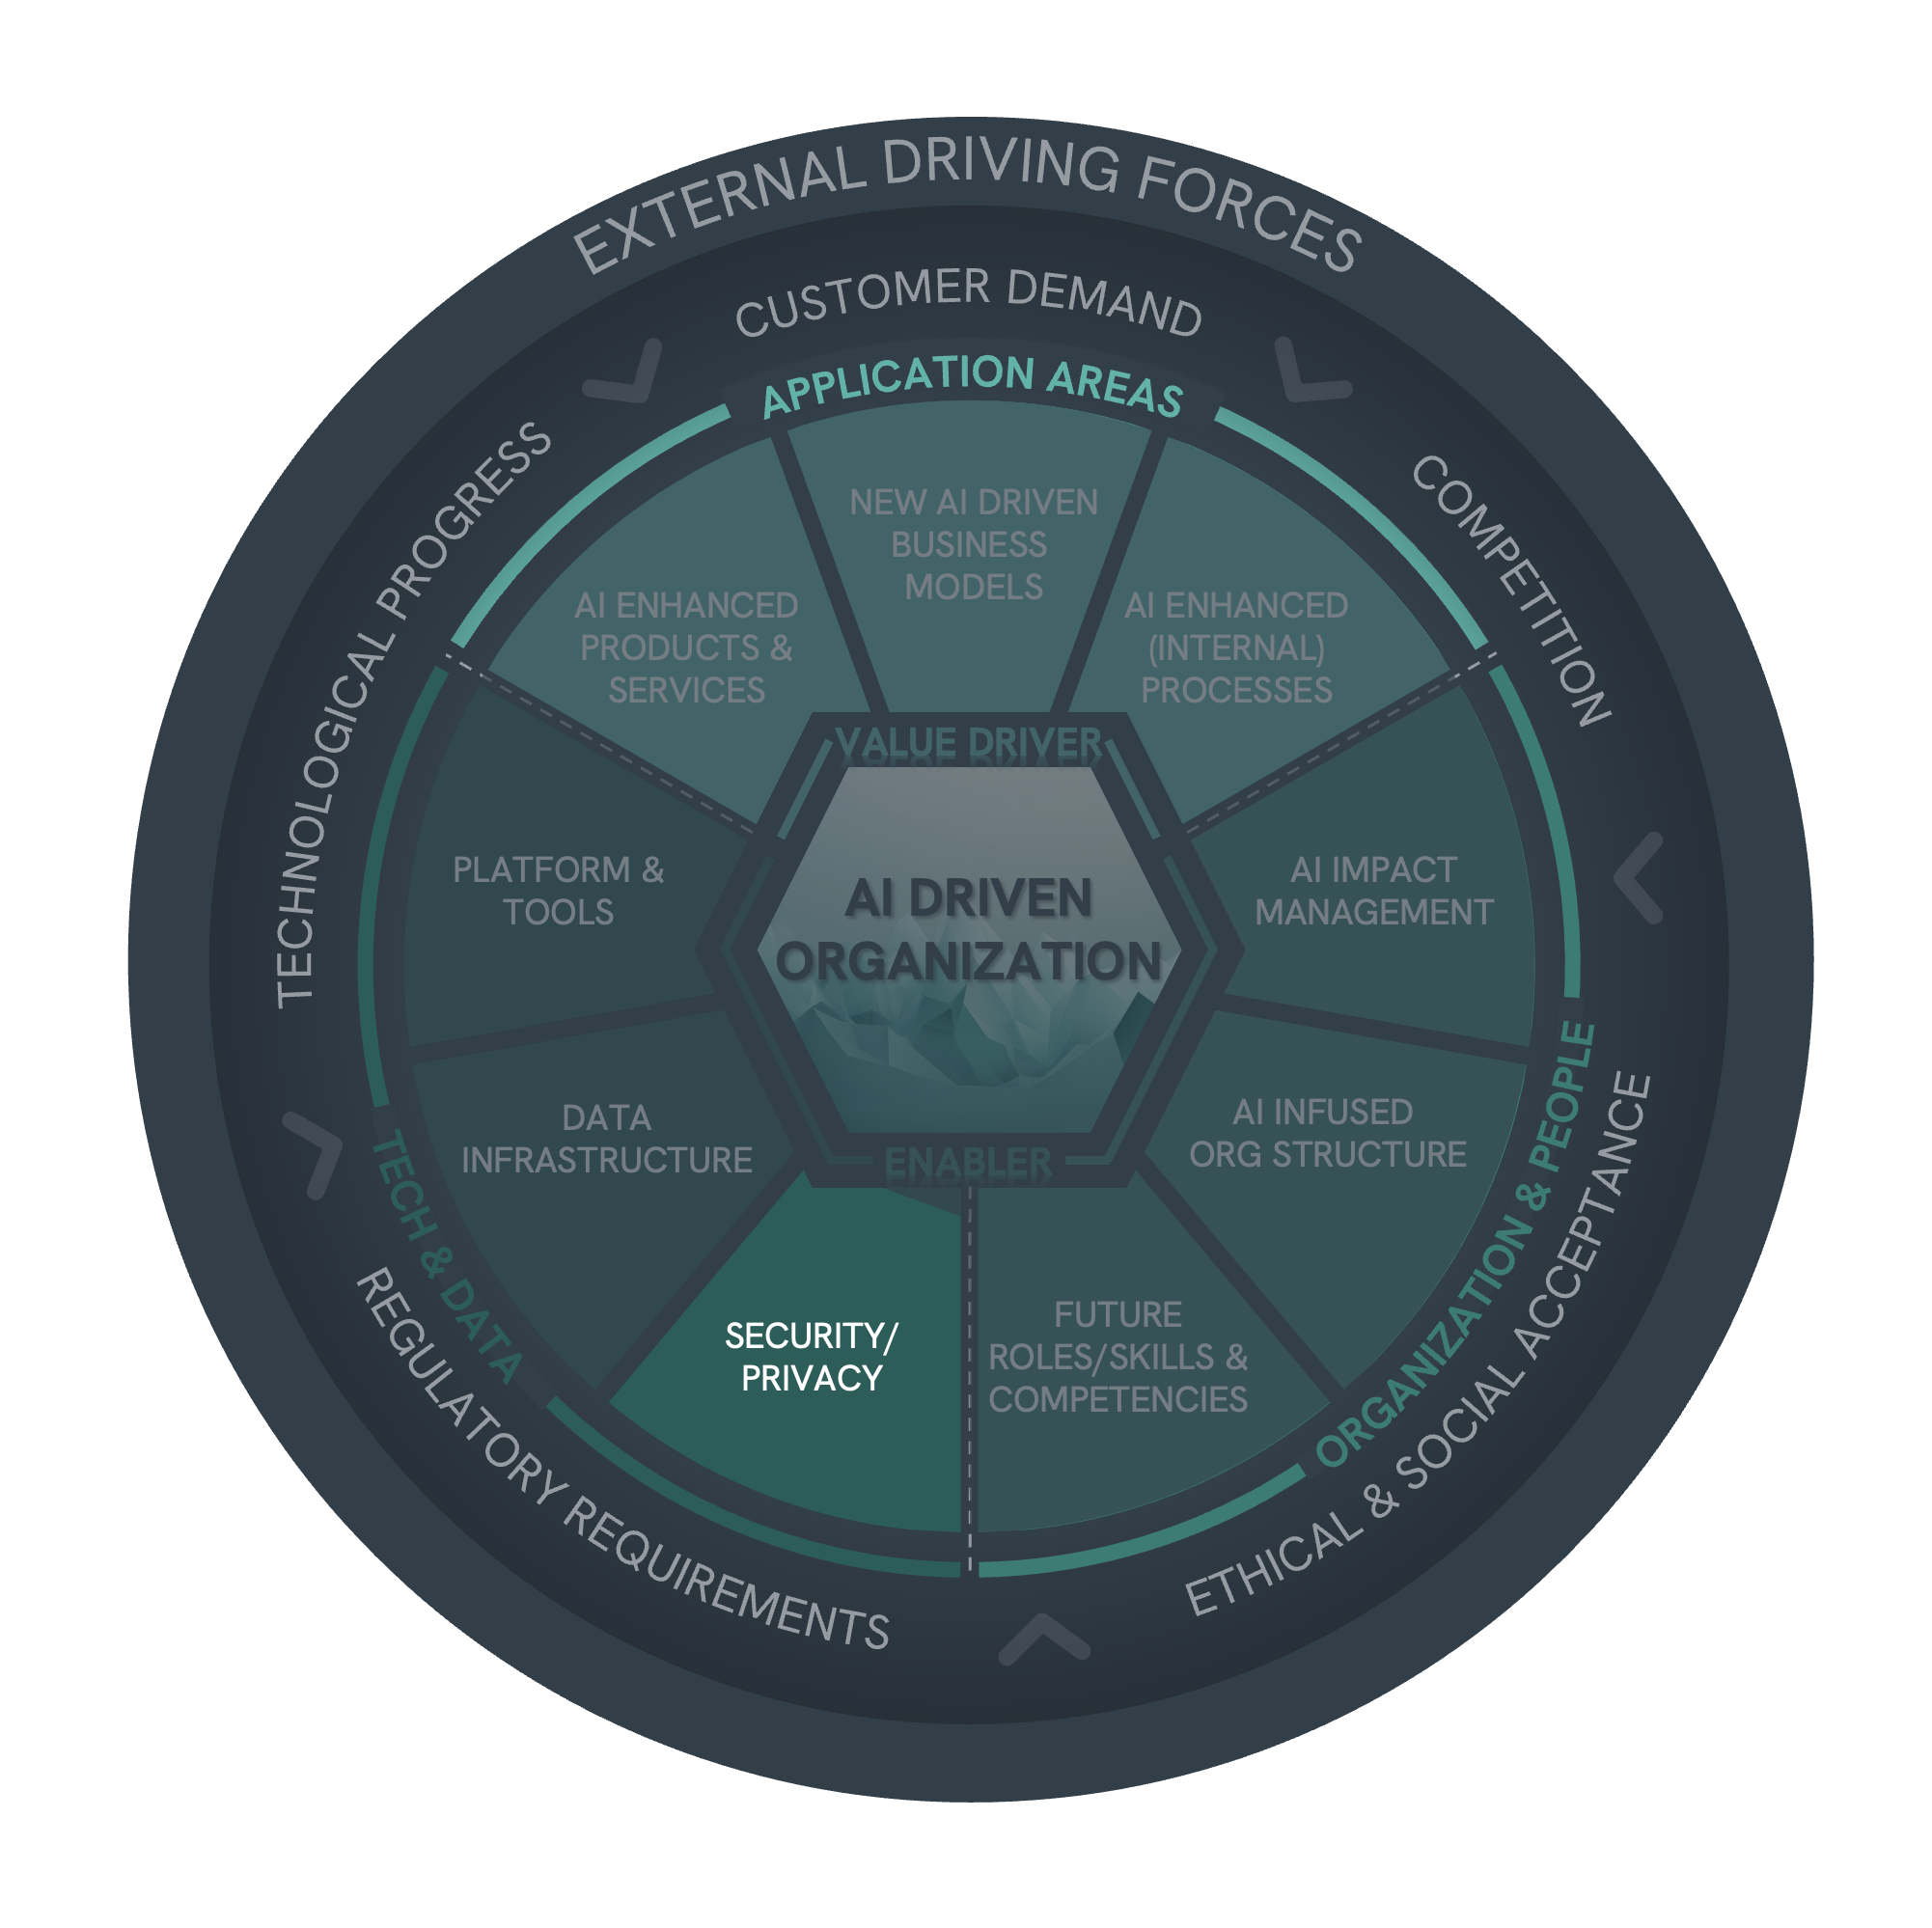 EXTERNAL DRIVING FORCES
CUSTOMER DEMAND
COMPETITION
ETHICAL & SOCIAL ACCEPTANCE
REGULATORY REQUIREMENTS
TECHNOLOGICAL PROGRESS
APPLICATION AREAS
ORGANIZATION & PEOPLE
TECH & DATA
NEW AI DRIVEN
BUSINESS
MODELS
AI ENHANCED
(INTERNAL)
PROCESSES
AI IMPACT
MANAGEMENT
AI INFUSED
ORG STRUCTURE
FUTURE
ROLES/SKILLS &
COMPETENCIES
SECURITY/
PRIVACY
DATA
INFRASTRUCTURE
PLATFORM &
TOOLS
AI ENHANCED
PRODUCTS &
SERVICES
VALUE DRIVER
AI DRIVEN
ORGANIZATION
ENABLER